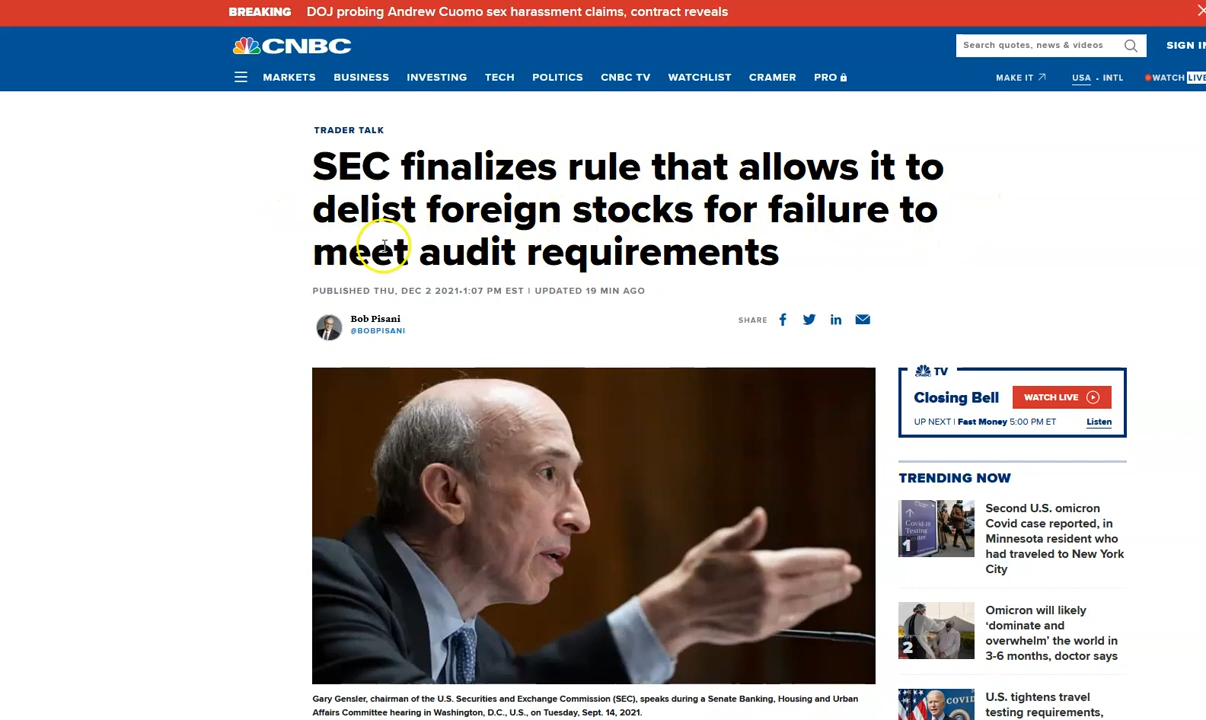 BREAKING DOJ probing Andrew Cuomo sex harassment claims, contract reveals
CNBC
Search quotes, news & videos
SIGN IN
MARKETS BUSINESS INVESTING TECH POLITICS CNBC TV WATCHLIST CRAMER PRO
MAKE IT USA • INTL WATCH LIVE
TRADER TALK
SEC finalizes rule that allows it to
delist foreign stocks for failure to
meet audit requirements
PUBLISHED THU, DEC 2 2021•1:07 PM EST | UPDATED 19 MIN AGO
Bob Pisani
@BOBPISANI
SHARE
CNBC TV
Closing Bell
WATCH LIVE
UP NEXT | Fast Money 5:00 PM ET
Listen
TRENDING NOW
1
Second U.S. omicron
Covid case reported, in
Minnesota resident who
had traveled to New York
City
2
Omicron will likely
‘dominate and
overwhelm’ the world in
3-6 months, doctor says
U.S. tightens travel
testing requirements,
Gary Gensler, chairman of the U.S. Securities and Exchange Commission (SEC), speaks during a Senate Banking, Housing and Urban
Affairs Committee hearing in Washington, D.C., U.S., on Tuesday, Sept. 14, 2021.